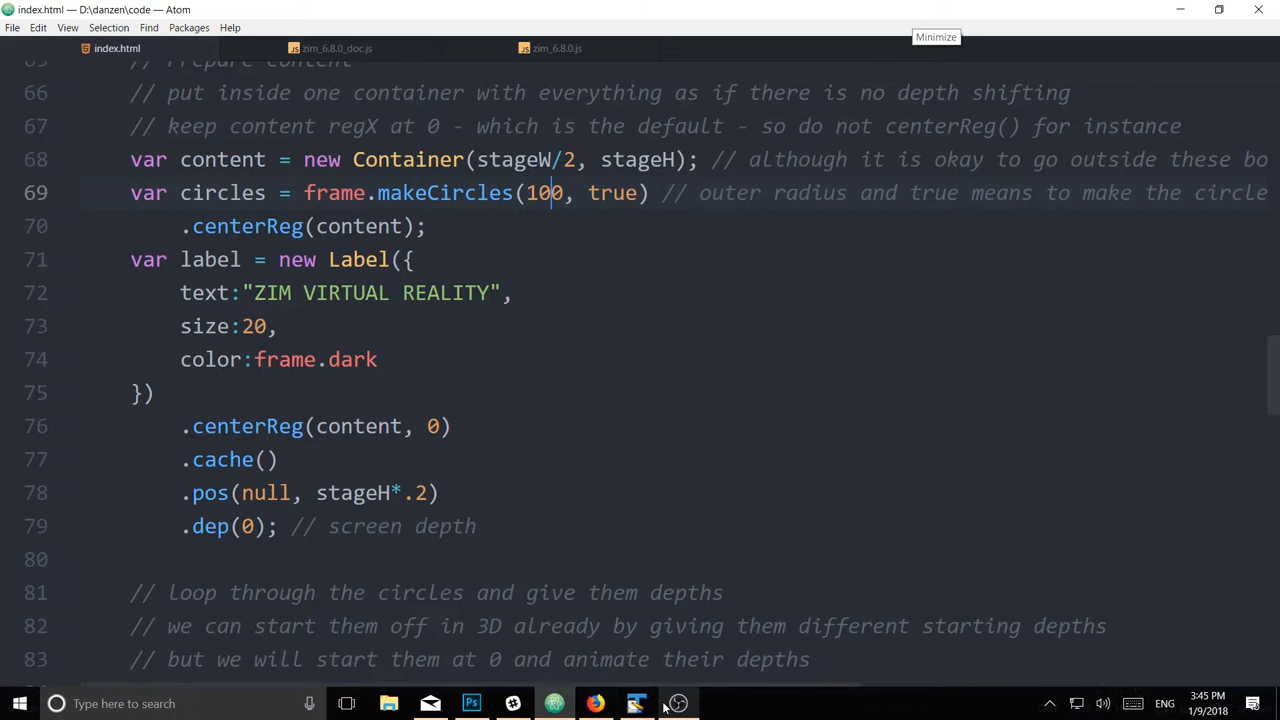 index.html — D:\danzen\code — Atom
File Edit View Selection Find Packages Help
Minimize
index.html zim_6.8.0_doc.js zim_6.8.0.js
65 // Prepare content
66 // put inside one container with everything as if there is no depth shifting
67 // keep content regX at 0 - which is the default - so do not centerReg() for instance
68 var content = new Container(stageW/2, stageH); // although it is okay to go outside these bo
69 var circles = frame.makeCircles(100, true) // outer radius and true means to make the circle
70 .centerReg(content);
71 var label = new Label({
72 text:"ZIM VIRTUAL REALITY",
73 size:20,
74 color:frame.dark
75 })
76 .centerReg(content, 0)
77 .cache()
78 .pos(null, stageH*.2)
79 .dep(0); // screen depth
80
81 // loop through the circles and give them depths
82 // we can start them off in 3D already by giving them different starting depths
83 // but we will start them at 0 and animate their depths
Type here to search
Ps
ENG
3:45 PM
1/9/2018